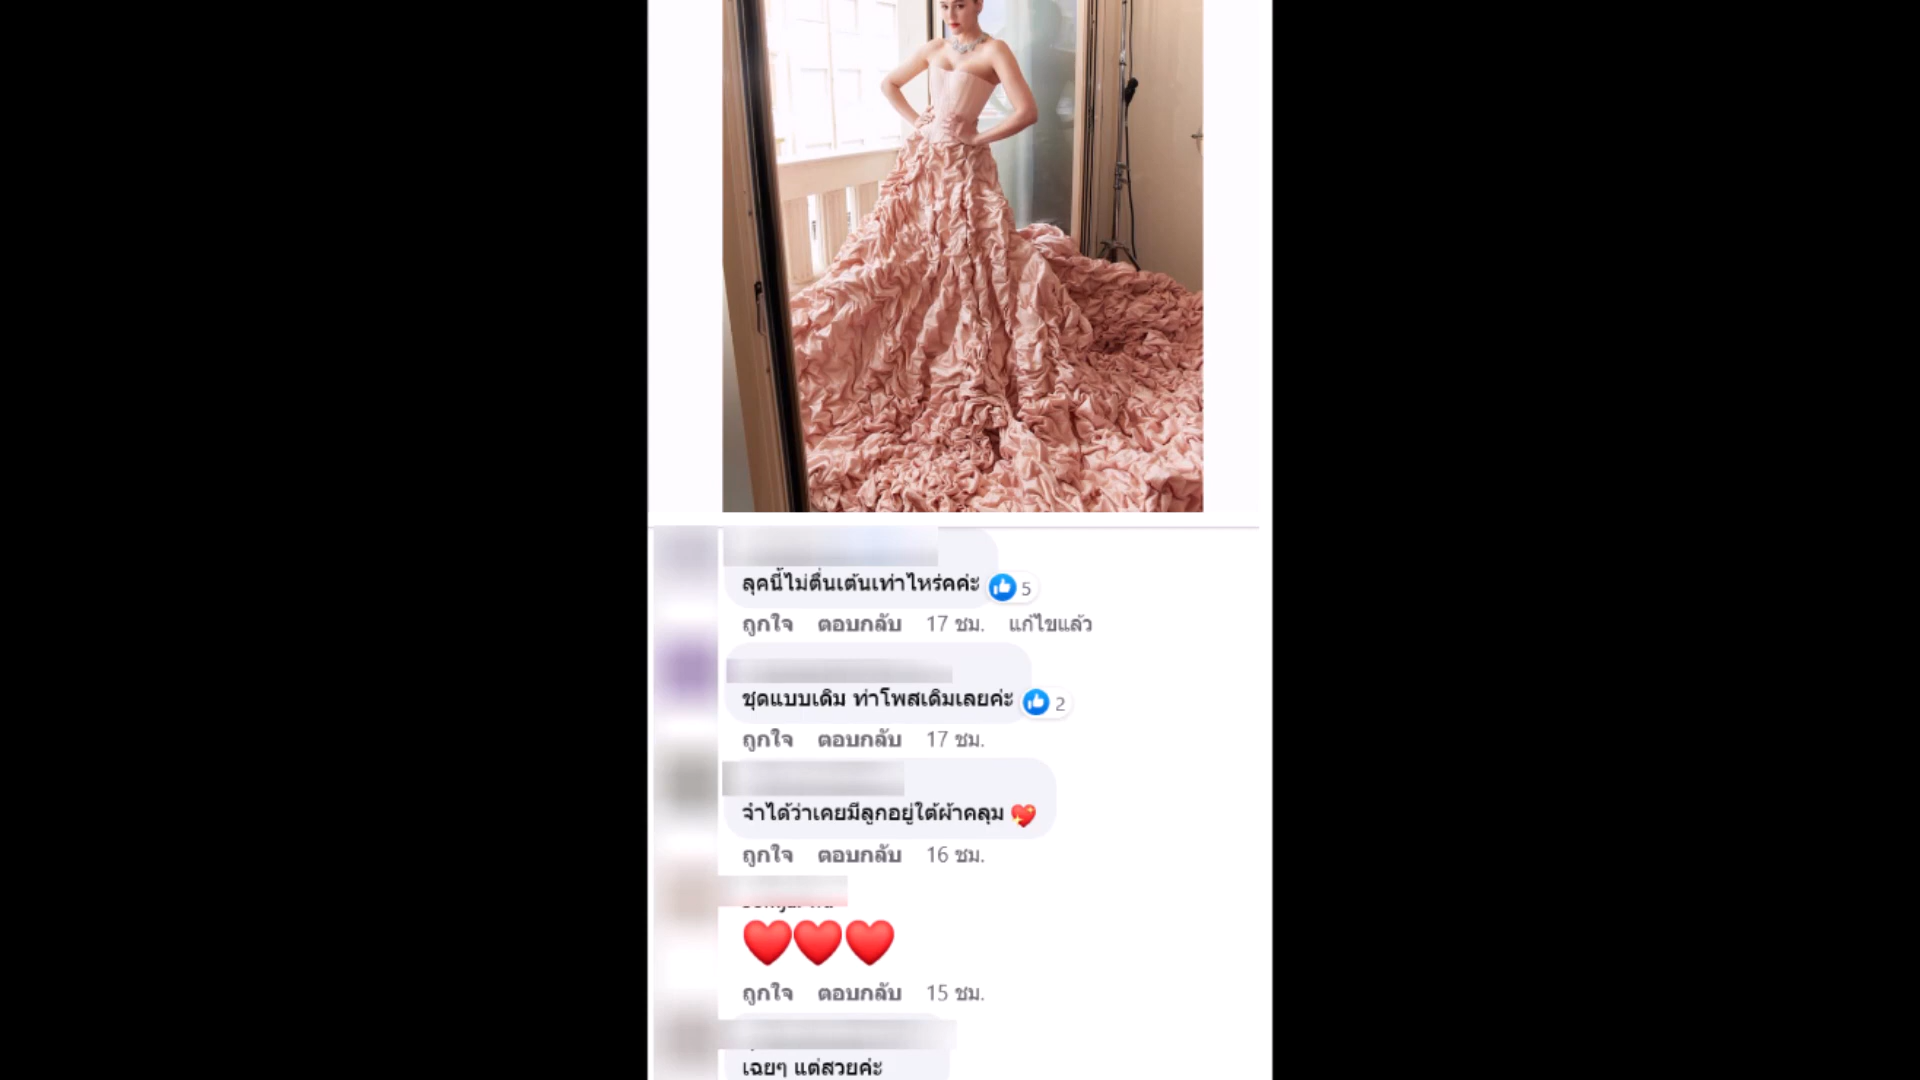 ลุคนี้ไม่ตื่นเต้นเท่าไหร่คค่ะ 5
ถูกใจ ตอบกลับ 17 ชม. แก้ไขแล้ว
ชุดแบบเดิม ท่าโพสเดิมเลยค่ะ 2
ถูกใจ ตอบกลับ 17 ชม.
จำได้ว่าเคยมีลูกอยู่ใต้ผ้าคลุม 💖
ถูกใจ ตอบกลับ 16 ชม.
❤️❤️❤️
ถูกใจ ตอบกลับ 15 ชม.
เฉยๆ แต่สวยค่ะ